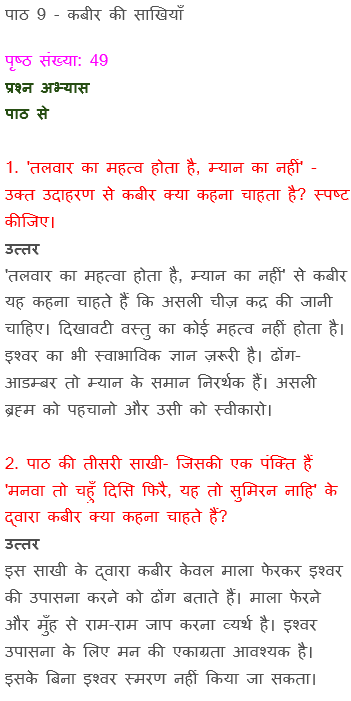 पाठ 9 - कबीर की साखियाँ
पृष्ठ संख्या: 49
प्रश्न अभ्यास
पाठ से
1. 'तलवार का महत्व होता है, म्यान का नहीं' -
उक्त उदाहरण से कबीर क्या कहना चाहता है? स्पष्ट
कीजिए।
उत्तर
'तलवार का महत्वा होता है, म्यान का नहीं' से कबीर
यह कहना चाहते हैं कि असली चीज़ कद्र की जानी
चाहिए। दिखावटी वस्तु का कोई महत्व नहीं होता है।
इश्वर का भी स्वाभाविक ज्ञान ज़रूरी है। ढोंग-
आडम्बर तो म्यान के समान निरर्थक हैं। असली
ब्रह्म को पहचानो और उसी को स्वीकारो।
2. पाठ की तीसरी साखी- जिसकी एक पंक्ति हैं
'मनवा तो चहुँ दिसि फिरै, यह तो सुमिरन नाहि' के
द्वारा कबीर क्या कहना चाहते हैं?
उत्तर
इस साखी के द्वारा कबीर केवल माला फेरकर इश्वर
की उपासना करने को ढोंग बताते हैं। माला फेरने
और मुँह से राम-राम जाप करना व्यर्थ है। इश्वर
उपासना के लिए मन की एकाग्रता आवश्यक है।
इसके बिना इश्वर स्मरण नहीं किया जा सकता।